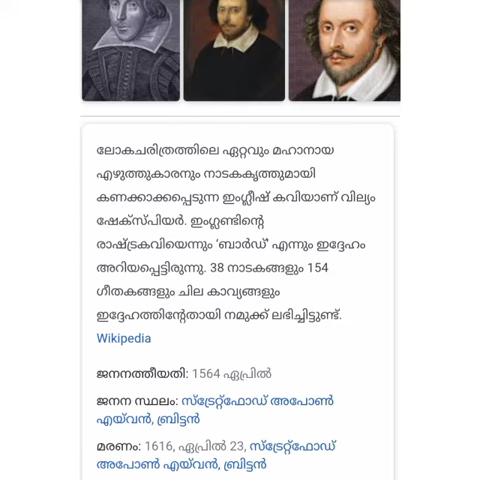 ലോകചരിത്രത്തിലെ ഏറ്റവും മഹാനായ
എഴുത്തുകാരനും നാടകകൃത്തുമായി
കണക്കാക്കപ്പെടുന്ന ഇംഗ്ലീഷ് കവിയാണ് വില്യം
ഷേക്സ്പിയർ. ഇംഗ്ലണ്ടിന്റെ
രാഷ്ട്രകവിയെന്നും 'ബാർഡ്' എന്നും ഇദ്ദേഹം
അറിയപ്പെട്ടിരുന്നു. 38 നാടകങ്ങളും 154
ഗീതകങ്ങളും ചില കാവ്യങ്ങളും
ഇദ്ദേഹത്തിന്റേതായി നമുക്ക് ലഭിച്ചിട്ടുണ്ട്.
Wikipedia
ജനനത്തീയതി: 1564 ഏപ്രിൽ
ജനന സ്ഥലം: സ്ട്രേറ്റ്ഫോഡ് അപോൺ
എയ്‌വൻ, ബ്രിട്ടൻ
മരണം: 1616, ഏപ്രിൽ 23, സ്ട്രേറ്റ്ഫോഡ്
അപോൺ എയ്‌വൻ, ബ്രിട്ടൻ